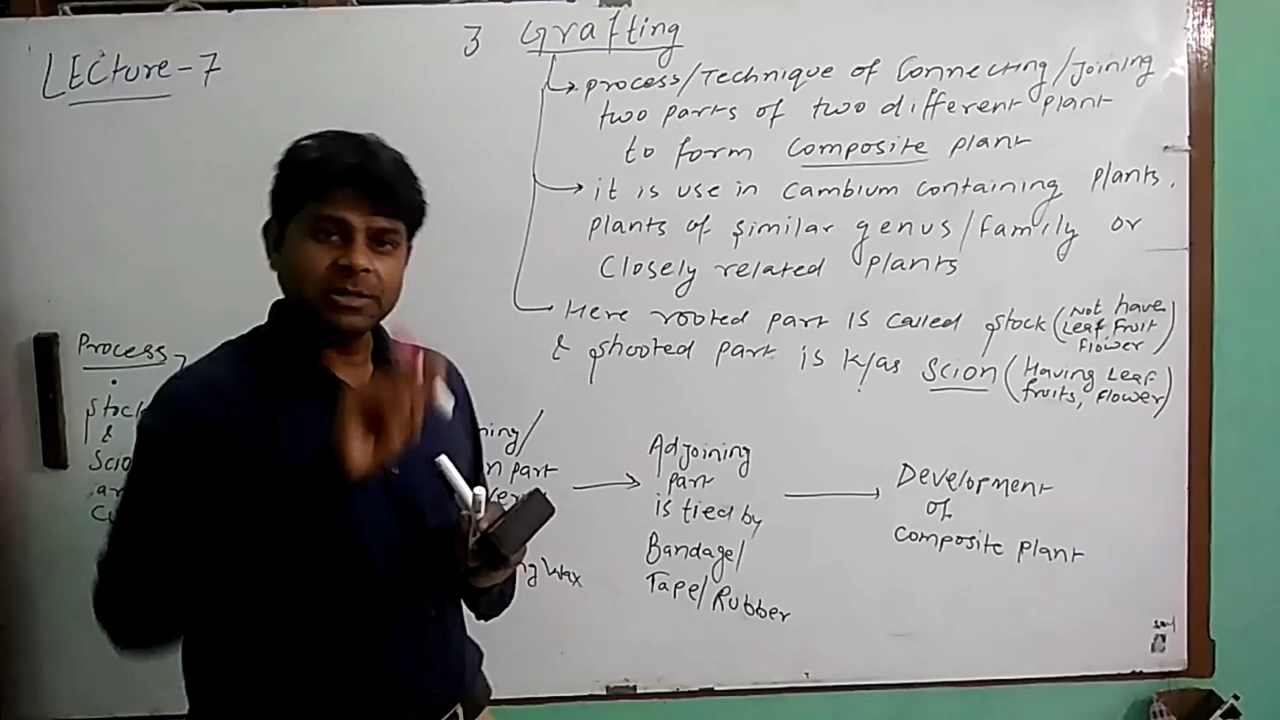 LECture-7
3 Grafting
process/Technique of Connecting/Joining
two parts of two different plant
to form Composite plant
it is use in Cambium Containing plants,
plants of similar genus/family or
Closely related plants
Here rooted part is Called stock (Not have
Leaf, Fruit
flower)
& shooted part is k/as Scion (Having Leaf
fruits, flower)
Process
stock
&
Adjoining
part
is tied by
Bandage/
Tape/Rubber
Development
of
Composite plant
part
Wax